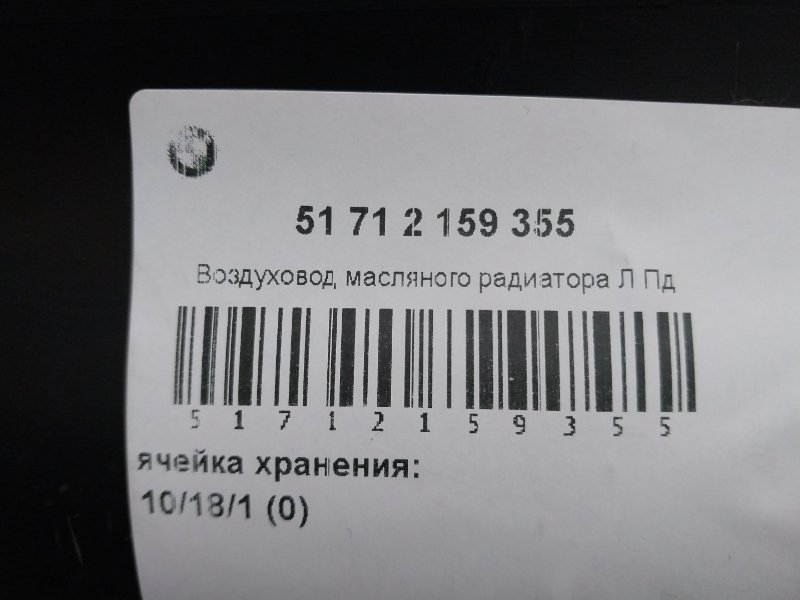 51 71 2 159 355
Воздуховод масляного радиатора Л Пд
5 1 7 1 2 1 5 9 3 5 5
ячейка хранения:
10/18/1 (0)